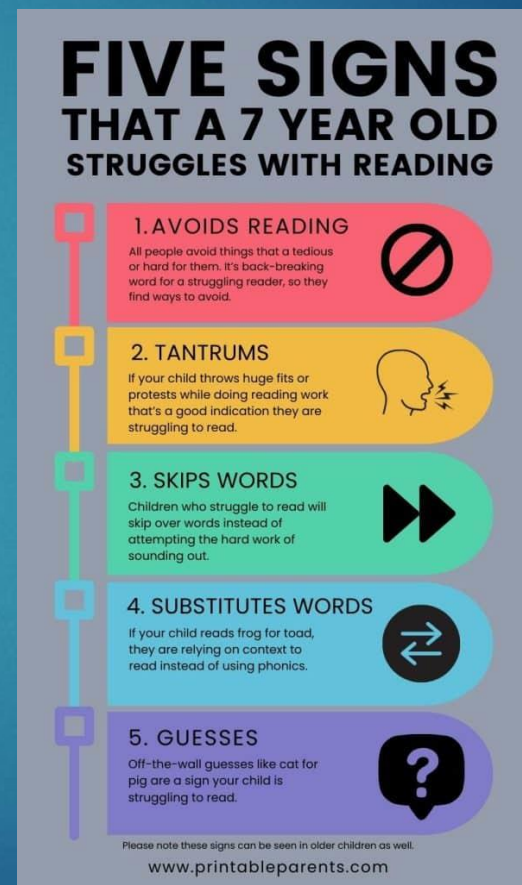 FIVE SIGNS
THAT A 7 YEAR OLD
STRUGGLES WITH READING
1. AVOIDS READING
All people avoid things that a tedious
or hard for them. It's back-breaking
word for a struggling reader, so they
find ways to avoid.
2. TANTRUMS
If your child throws huge fits or
protests while doing reading work
that's a good indication they are
struggling to read.
3. SKIPS WORDS
Children who struggle to read will
skip over words instead of
attempting the hard work of
sounding out.
4. SUBSTITUTES WORDS
If your child reads frog for toad,
they are relying on context to
read instead of using phonics.
5. GUESSES
Off-the-wall guesses like cat for
pig are a sign your child is
struggling to read.
Please note these signs can be seen in older children as well.
www.printableparents.com